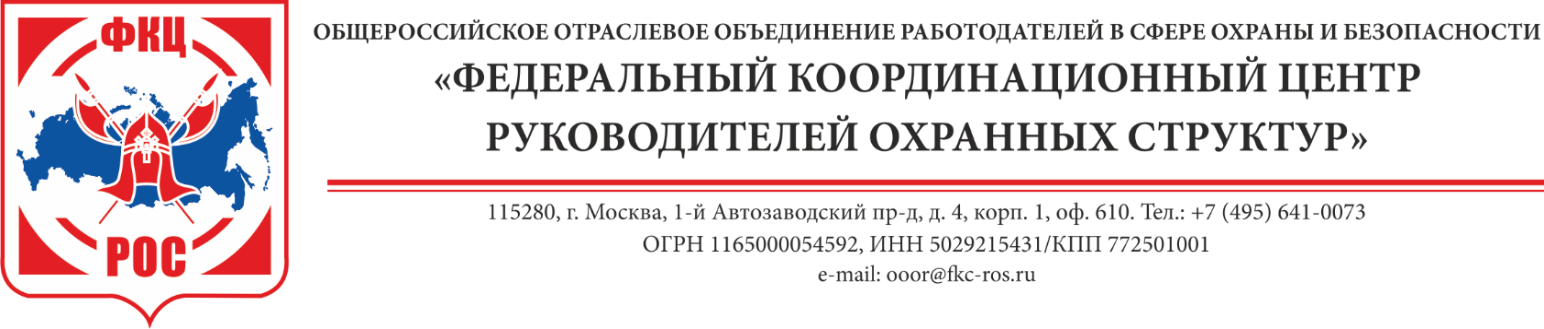 ФКЦ
РОС
ОБЩЕРОССИЙСКОЕ ОТРАСЛЕВОЕ ОБЪЕДИНЕНИЕ РАБОТОДАТЕЛЕЙ В СФЕРЕ ОХРАНЫ И БЕЗОПАСНОСТИ
«ФЕДЕРАЛЬНЫЙ КООРДИНАЦИОННЫЙ ЦЕНТР
РУКОВОДИТЕЛЕЙ ОХРАННЫХ СТРУКТУР»
115280, г. Москва, 1-й Автозаводский пр-д, д. 4, корп. 1, оф. 610. Тел.: +7 (495) 641-0073
ОГРН 1165000054592, ИНН 5029215431/КПП 772501001
e-mail: ooor@fkc-ros.ru